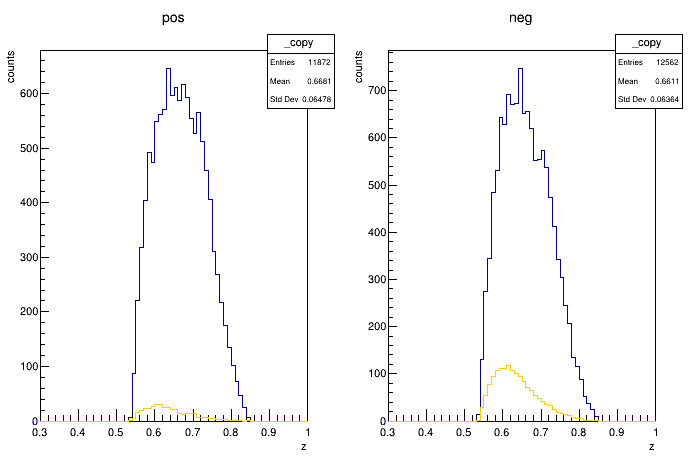 pos
counts
_copy
Entries 11872
Mean 0.6681
Std Dev 0.06478
600
500
400
300
200
100
0
0.3 0.4 0.5 0.6 0.7 0.8 0.9 1
z
neg
counts
_copy
Entries 12562
Mean 0.6611
Std Dev 0.06364
700
600
500
400
300
200
100
0
0.3 0.4 0.5 0.6 0.7 0.8 0.9 1
z